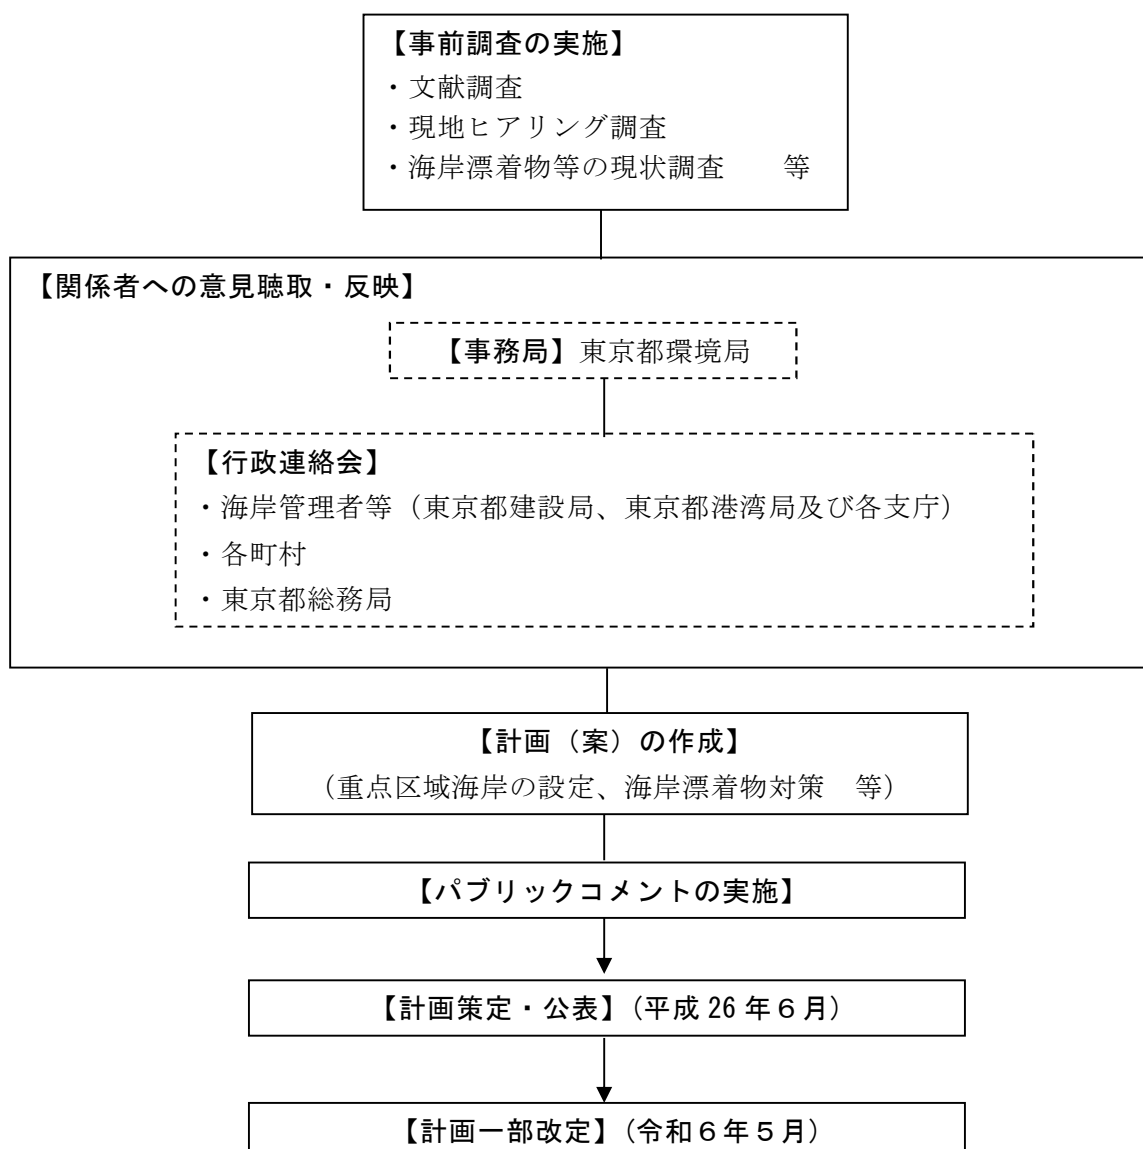 【事前調査の実施】
・文献調査
・現地ヒアリング調査
・海岸漂着物等の現状調査　　等
【関係者への意見聴取・反映】
【事務局】東京都環境局
【行政連絡会】
・海岸管理者等（東京都建設局、東京都港湾局及び各支庁）
・各町村
・東京都総務局
【計画（案）の作成】
（重点区域海岸の設定、海岸漂着物対策　等）
【パブリックコメントの実施】
【計画策定・公表】（平成 26 年６月）
【計画一部改定】（令和６年５月）